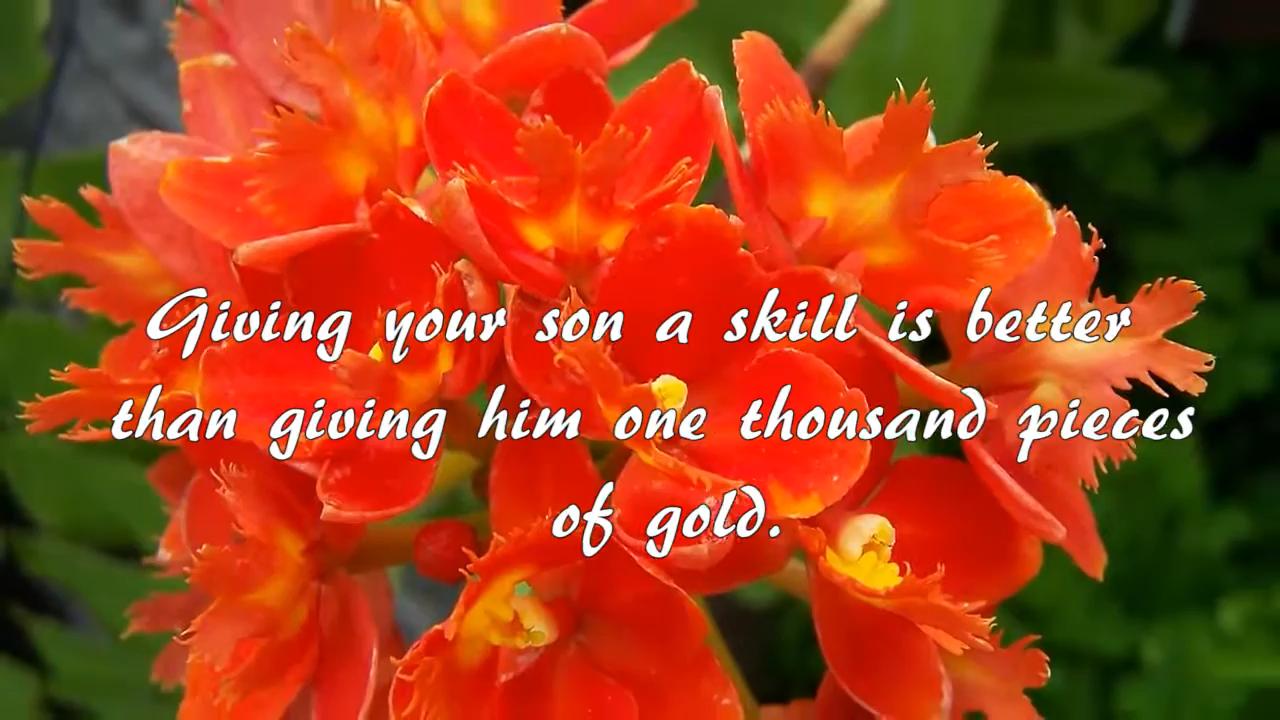 Giving your son a skill is better
than giving him one thousand pieces
of gold.